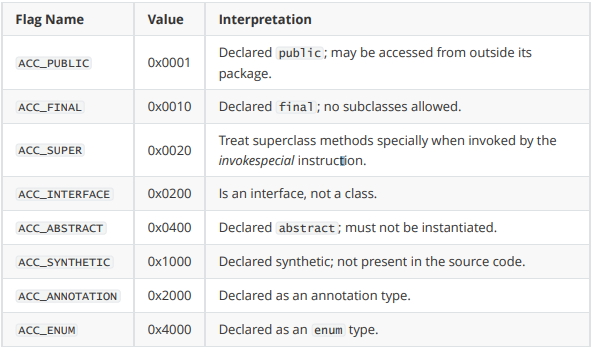 Flag Name Value Interpretation
ACC_PUBLIC 0x0001 Declared public; may be accessed from outside its
package.
ACC_FINAL 0x0010 Declared final; no subclasses allowed.
ACC_SUPER 0x0020 Treat superclass methods specially when invoked by the
invokespecial instruction.
ACC_INTERFACE 0x0200 Is an interface, not a class.
ACC_ABSTRACT 0x0400 Declared abstract; must not be instantiated.
ACC_SYNTHETIC 0x1000 Declared synthetic; not present in the source code.
ACC_ANNOTATION 0x2000 Declared as an annotation type.
ACC_ENUM 0x4000 Declared as an enum type.